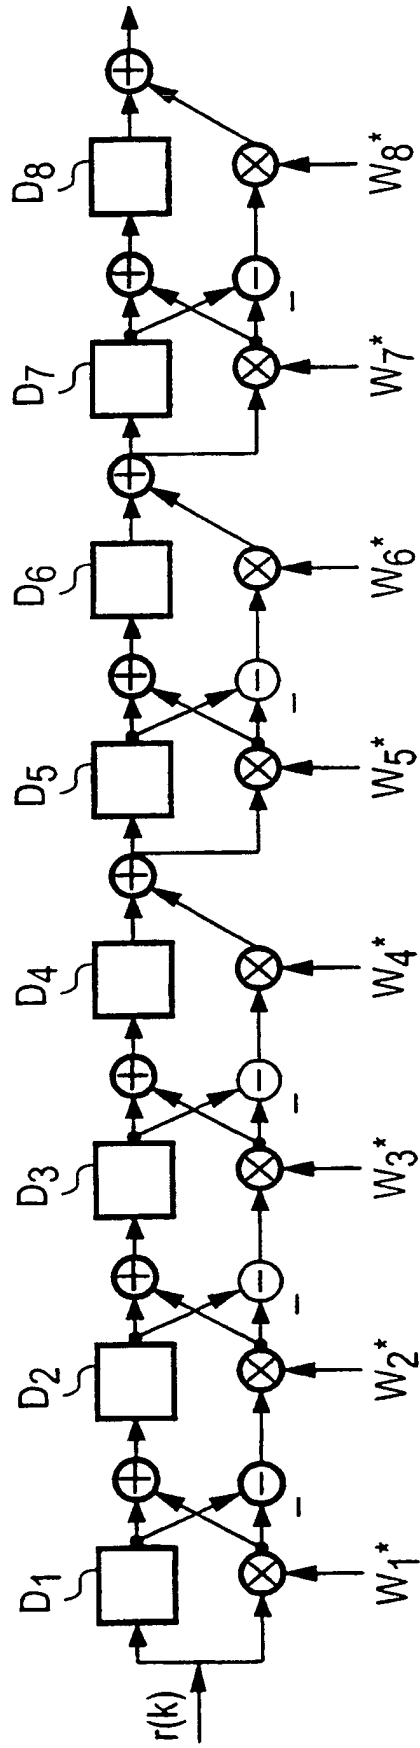 D₁ D₂ D₃ D₄ D₅ D₆ D₇ D₈
r(k)
W₁* W₂* W₃* W₄* W₅* W₆* W₇* W₈*